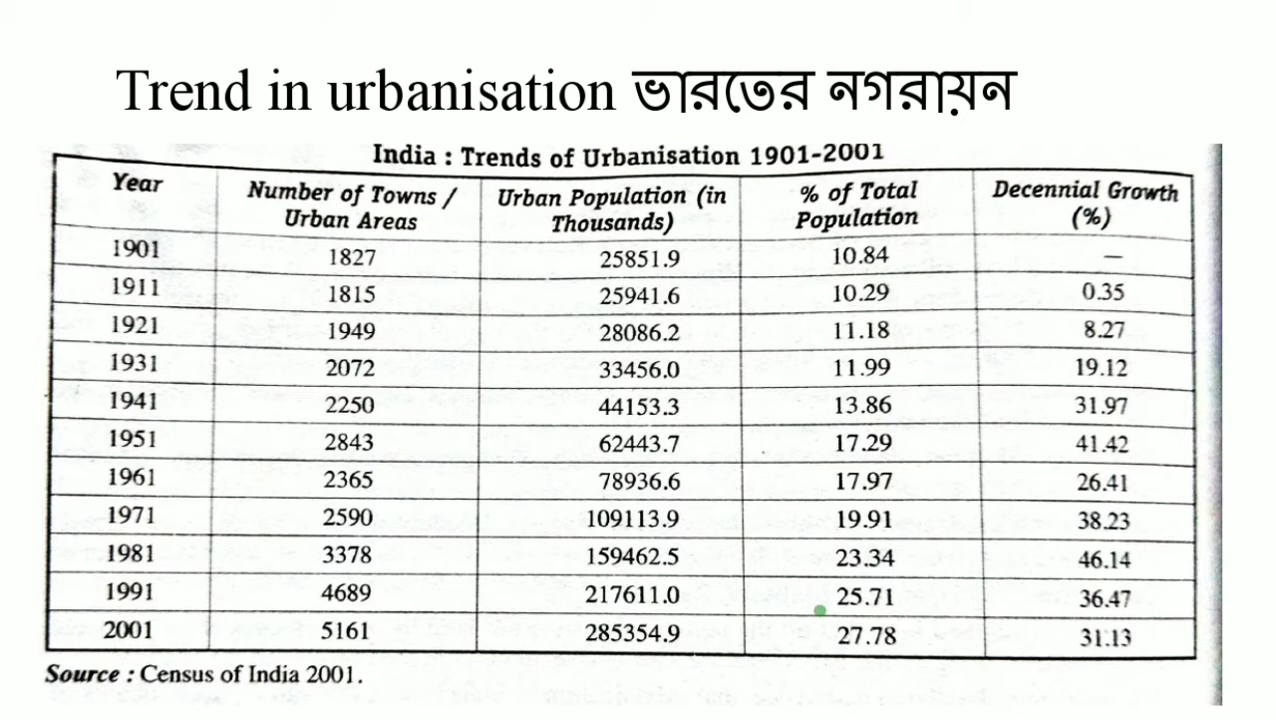 Trend in urbanisation ভারতের নগরায়ন
India : Trends of Urbanisation 1901-2001
Year Number of Towns / Urban Areas Urban Population (in Thousands) % of Total Population Decennial Growth (%)
1901 1827 25851.9 10.84 —
1911 1815 25941.6 10.29 0.35
1921 1949 28086.2 11.18 8.27
1931 2072 33456.0 11.99 19.12
1941 2250 44153.3 13.86 31.97
1951 2843 62443.7 17.29 41.42
1961 2365 78936.6 17.97 26.41
1971 2590 109113.9 19.91 38.23
1981 3378 159462.5 23.34 46.14
1991 4689 217611.0 25.71 36.47
2001 5161 285354.9 27.78 31.13
Source : Census of India 2001.